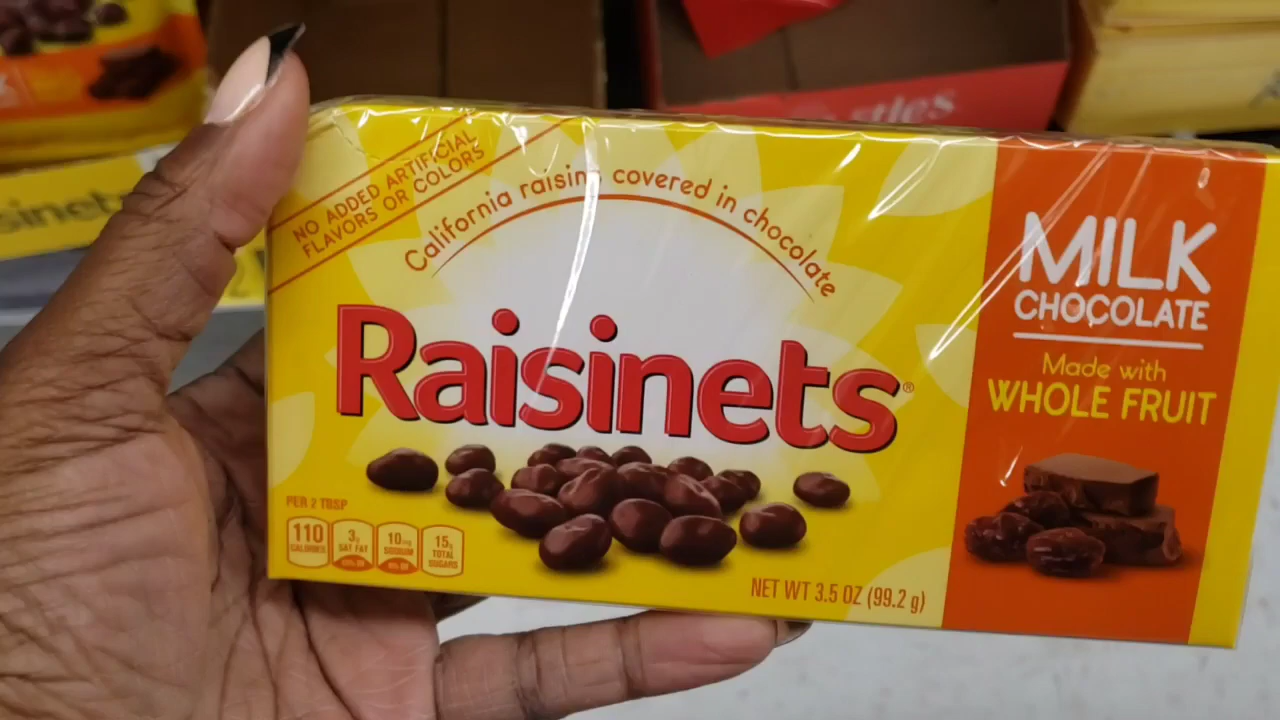 NO ADDED ARTIFICIAL
FLAVORS OR COLORS
California raisins covered in chocolate
Raisinets®
PER 2 TBSP
110 CALORIES
3g SAT FAT
10mg SODIUM
15g TOTAL SUGARS
NET WT 3.5 OZ (99.2 g)
MILK
CHOCOLATE
Made with
WHOLE FRUIT
sinets
stles